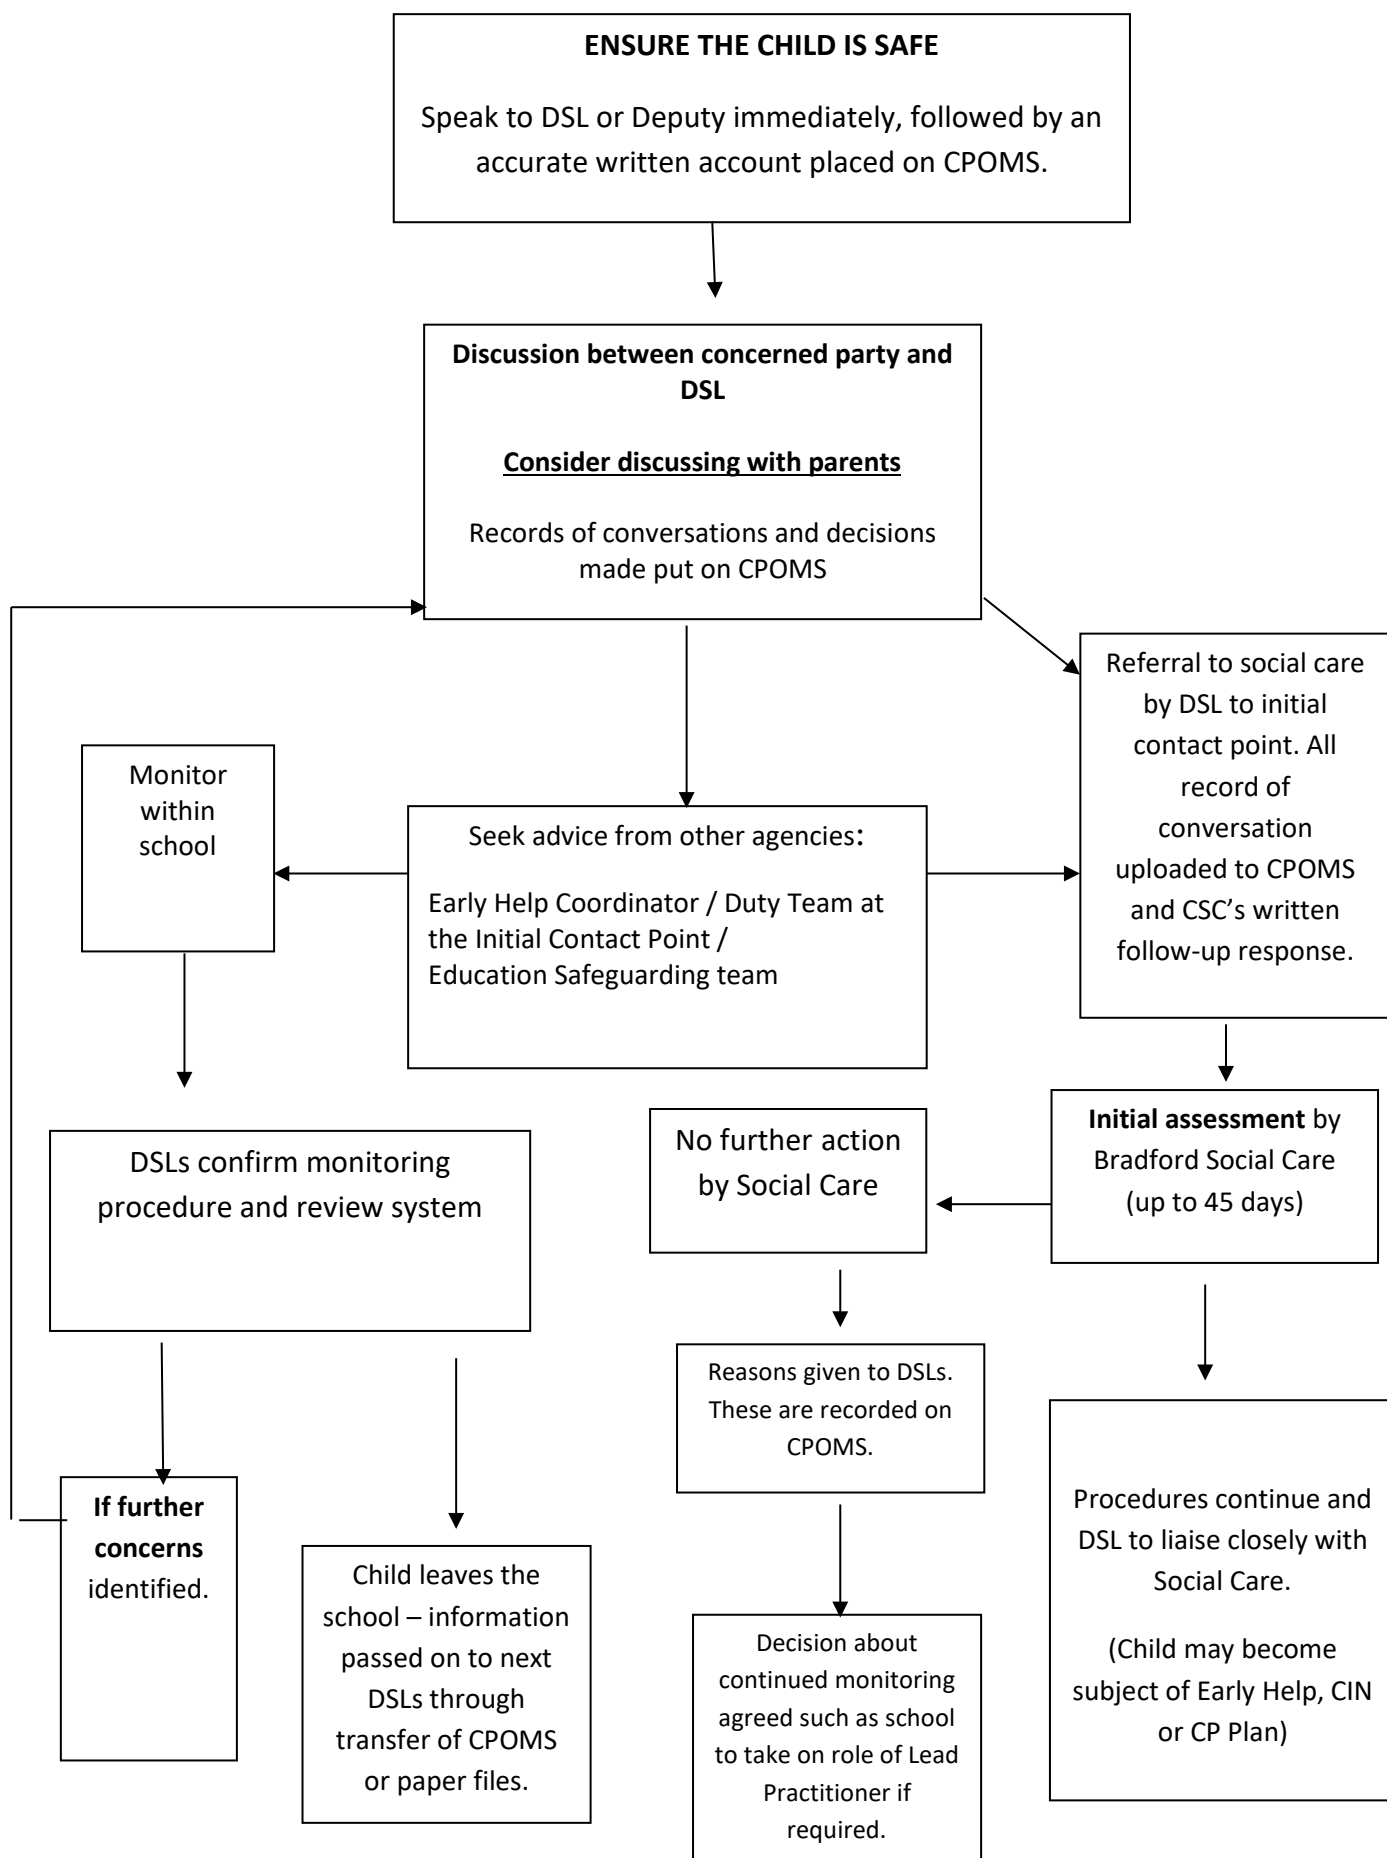 ENSURE THE CHILD IS SAFE
Speak to DSL or Deputy immediately, followed by an
accurate written account placed on CPOMS.
Discussion between concerned party and
DSL
Consider discussing with parents
Records of conversations and decisions
made put on CPOMS
Referral to social care
by DSL to initial
contact point. All
record of
conversation
uploaded to CPOMS
and CSC’s written
follow-up response.
Monitor
within
school
Seek advice from other agencies:
Early Help Coordinator / Duty Team at
the Initial Contact Point /
Education Safeguarding team
Initial assessment by
Bradford Social Care
(up to 45 days)
No further action
by Social Care
DSLs confirm monitoring
procedure and review system
Reasons given to DSLs.
These are recorded on
CPOMS.
Procedures continue and
DSL to liaise closely with
Social Care.
(Child may become
subject of Early Help, CIN
or CP Plan)
If further
concerns
identified.
Child leaves the
school – information
passed on to next
DSLs through
transfer of CPOMS
or paper files.
Decision about
continued monitoring
agreed such as school
to take on role of Lead
Practitioner if
required.